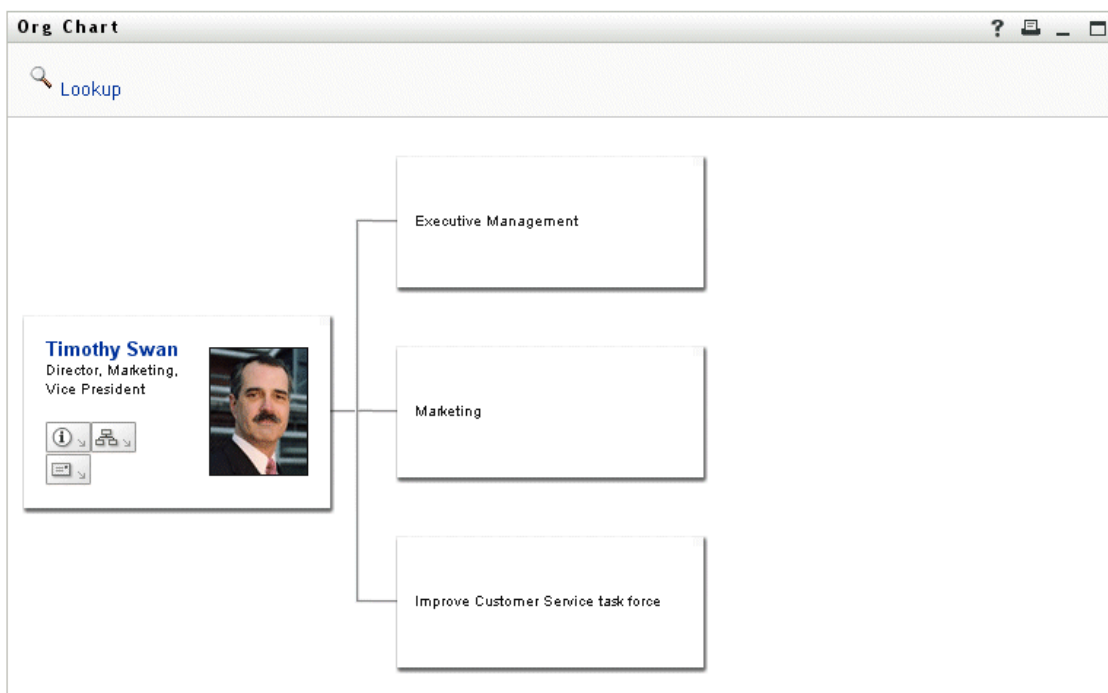 Org Chart
?
Lookup
Executive Management
Timothy Swan
Director, Marketing,
Vice President
Marketing
Improve Customer Service task force